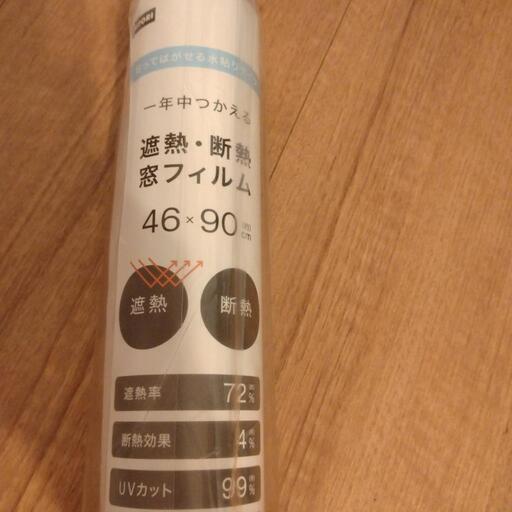 一年中つかえる
遮熱・断熱
窓フィルム
46×90 cm
遮熱 断熱
遮熱率 72%
断熱効果 4%
UVカット 99%